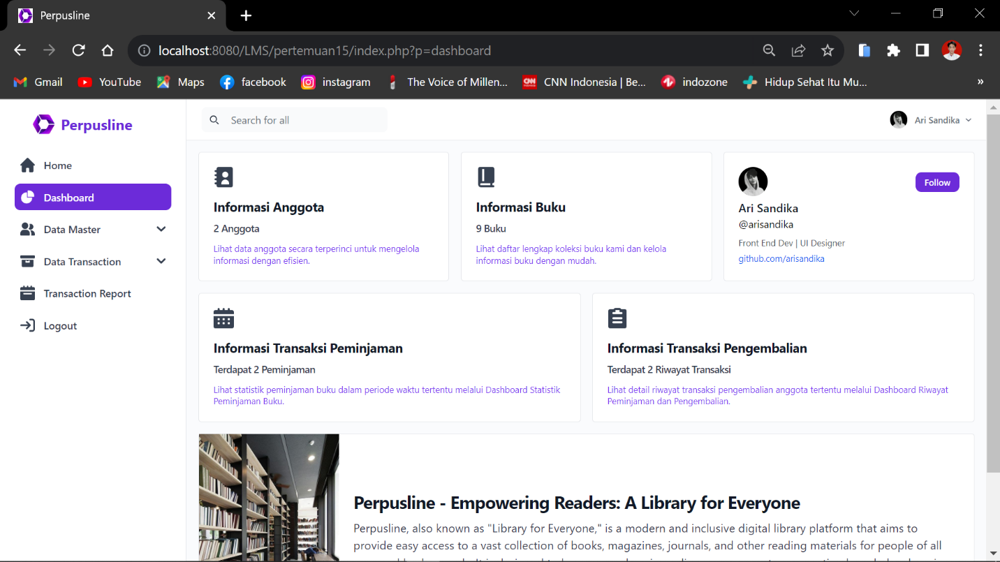 Perpusline
localhost:8080/LMS/pertemuan15/index.php?p=dashboard
Gmail
YouTube
Maps
facebook
instagram
The Voice of Millen...
CNN Indonesia | Be...
indozone
Hidup Sehat Itu Mu...
»
Perpusline
Search for all
Ari Sandika
Home
Dashboard
Data Master
Data Transaction
Transaction Report
Logout
Informasi Anggota
2 Anggota
Lihat data anggota secara terperinci untuk mengelola
informasi dengan efisien.
Informasi Buku
9 Buku
Lihat daftar lengkap koleksi buku kami dan kelola
informasi buku dengan mudah.
Follow
Ari Sandika
@arisandika
Front End Dev | UI Designer
github.com/arisandika
Informasi Transaksi Peminjaman
Terdapat 2 Peminjaman
Lihat statistik peminjaman buku dalam periode waktu tertentu melalui Dashboard Statistik
Peminjaman Buku.
Informasi Transaksi Pengembalian
Terdapat 2 Riwayat Transaksi
Lihat detail riwayat transaksi pengembalian anggota tertentu melalui Dashboard Riwayat
Peminjaman dan Pengembalian.
Perpusline - Empowering Readers: A Library for Everyone
Perpusline, also known as "Library for Everyone," is a modern and inclusive digital library platform that aims to
provide easy access to a vast collection of books, magazines, journals, and other reading materials for people of all